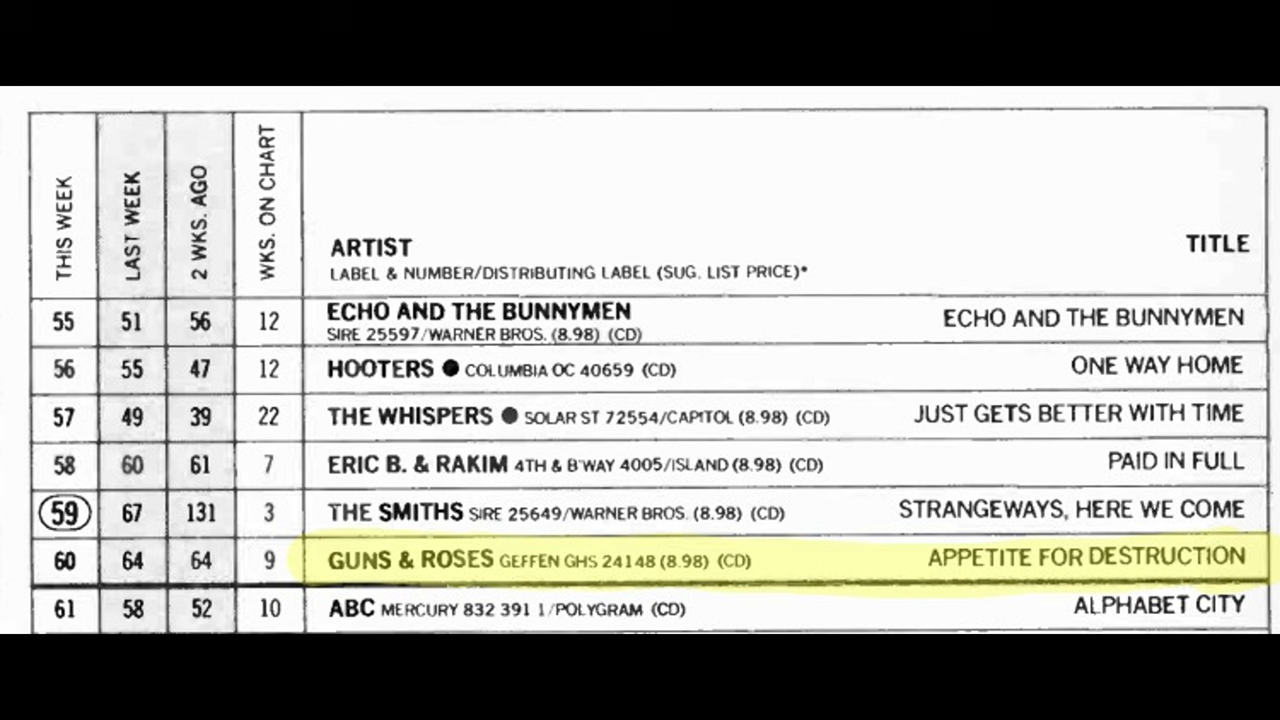 THIS WEEK LAST WEEK 2 WKS. AGO WKS. ON CHART ARTIST TITLE
LABEL & NUMBER/DISTRIBUTING LABEL (SUG. LIST PRICE)*
55 51 56 12 ECHO AND THE BUNNYMEN ECHO AND THE BUNNYMEN
SIRE 25597/WARNER BROS. (8.98) (CD)
56 55 47 12 HOOTERS ● COLUMBIA OC 40659 (CD) ONE WAY HOME
57 49 39 22 THE WHISPERS ● SOLAR ST 72554/CAPITOL (8.98) (CD) JUST GETS BETTER WITH TIME
58 60 61 7 ERIC B. & RAKIM 4TH & B'WAY 4005/ISLAND (8.98) (CD) PAID IN FULL
59 67 131 3 THE SMITHS SIRE 25649/WARNER BROS. (8.98) (CD) STRANGEWAYS, HERE WE COME
60 64 64 9 GUNS & ROSES GEFFEN GHS 24148 (8.98) (CD) APPETITE FOR DESTRUCTION
61 58 52 10 ABC MERCURY 832 391 1/POLYGRAM (CD) ALPHABET CITY